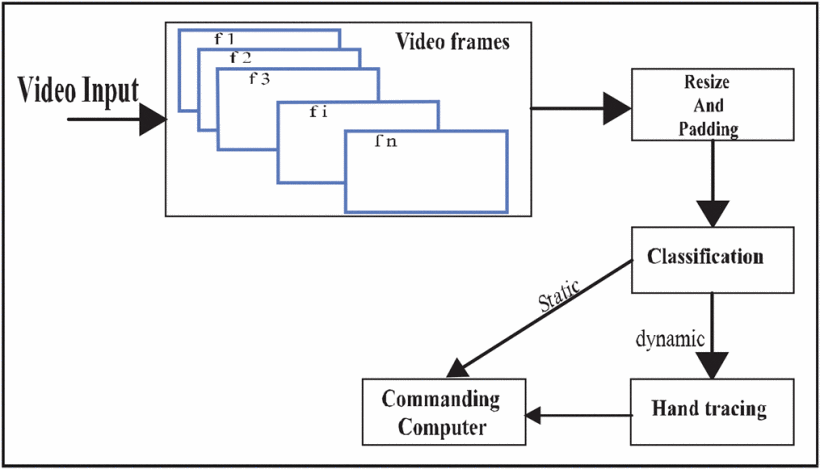 Video Input
Video frames
f 1
f 2
f 3
f i
f n
Resize
And
Padding
Classification
Static
dynamic
Hand tracing
Commanding
Computer